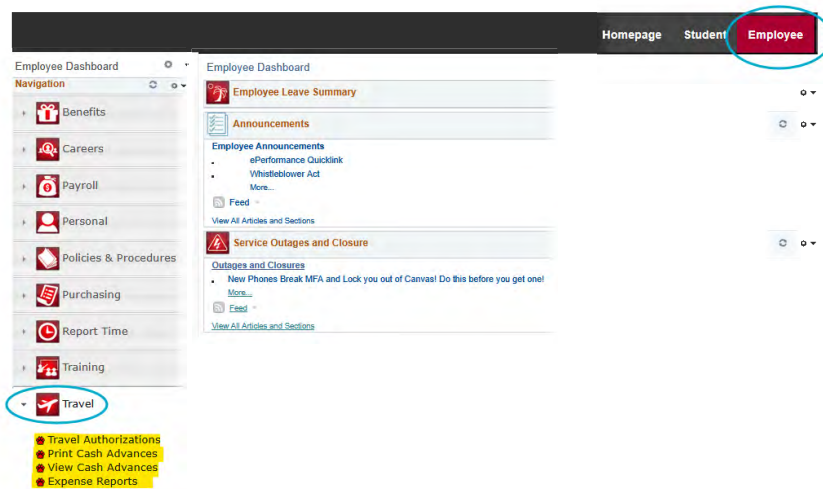 Homepage Student Employee
Employee Dashboard
Navigation
Benefits
Careers
Payroll
Personal
Policies & Procedures
Purchasing
Report Time
Training
Travel
Travel Authorizations
Print Cash Advances
View Cash Advances
Expense Reports
Employee Dashboard
Employee Leave Summary
Announcements
Employee Announcements
ePerformance Quicklink
Whistleblower Act
More...
Feed
View All Articles and Sections
Service Outages and Closure
Outages and Closures
New Phones Break MFA and Lock you out of Canvas! Do this before you get one!
More...
Feed
View All Articles and Sections